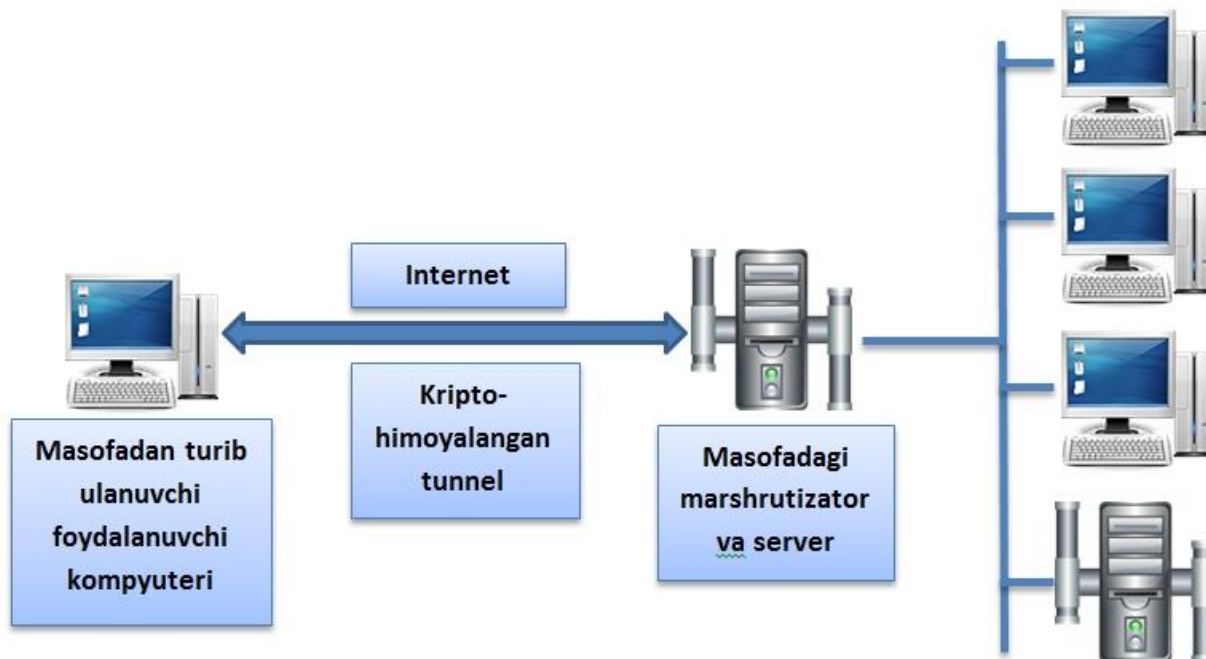 Internet
Kripto-
himoyalangan
tunnel
Masofadan turib
ulanuvchi
foydalanuvchi
kompyuteri
Masofadagi
marshrutizator
va server